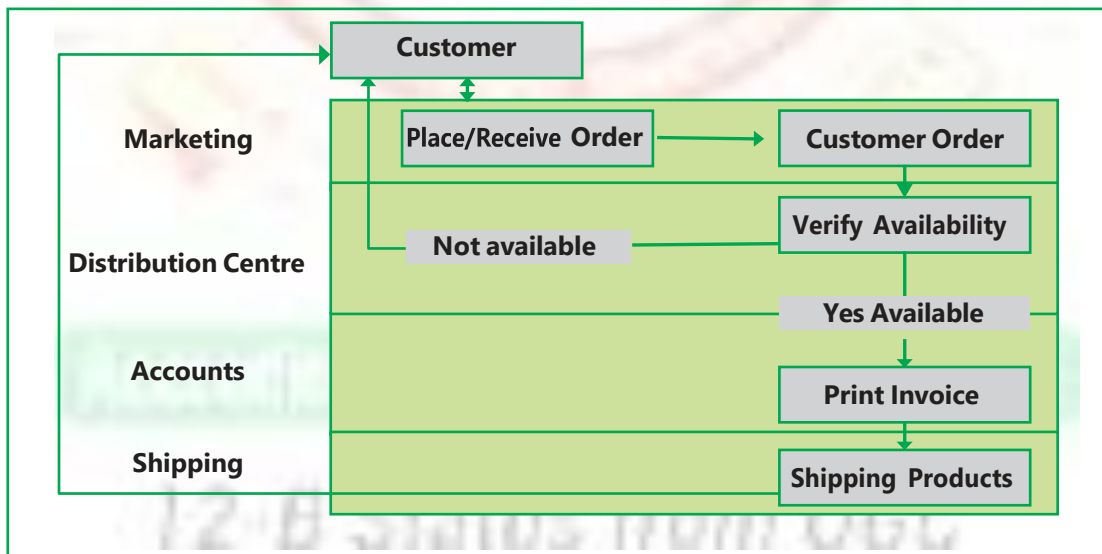 Customer
Marketing
Place/Receive Order
Customer Order
Verify Availability
Not available
Distribution Centre
Yes Available
Accounts
Print Invoice
Shipping
Shipping Products